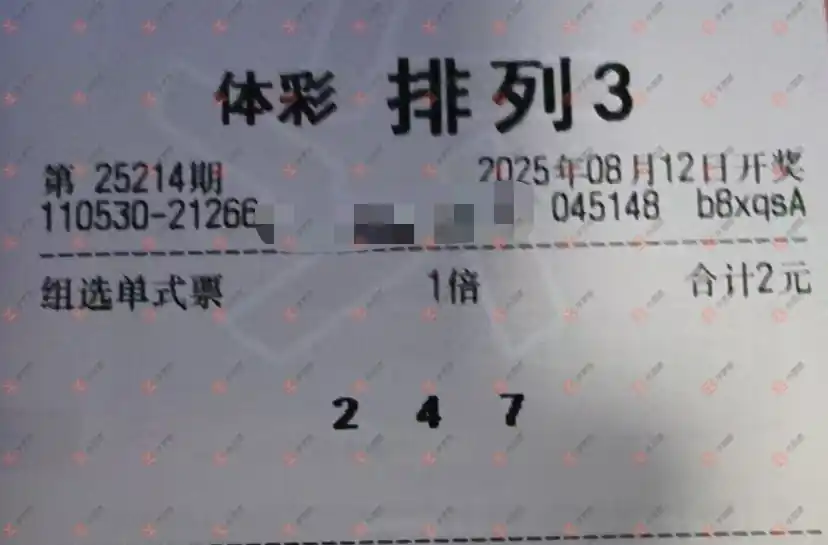 体彩 排列3
第 25214期 2025年08月12日开奖
110530-21266 045148 b8xqsA
组选单式票 1倍 合计2元
2 4 7